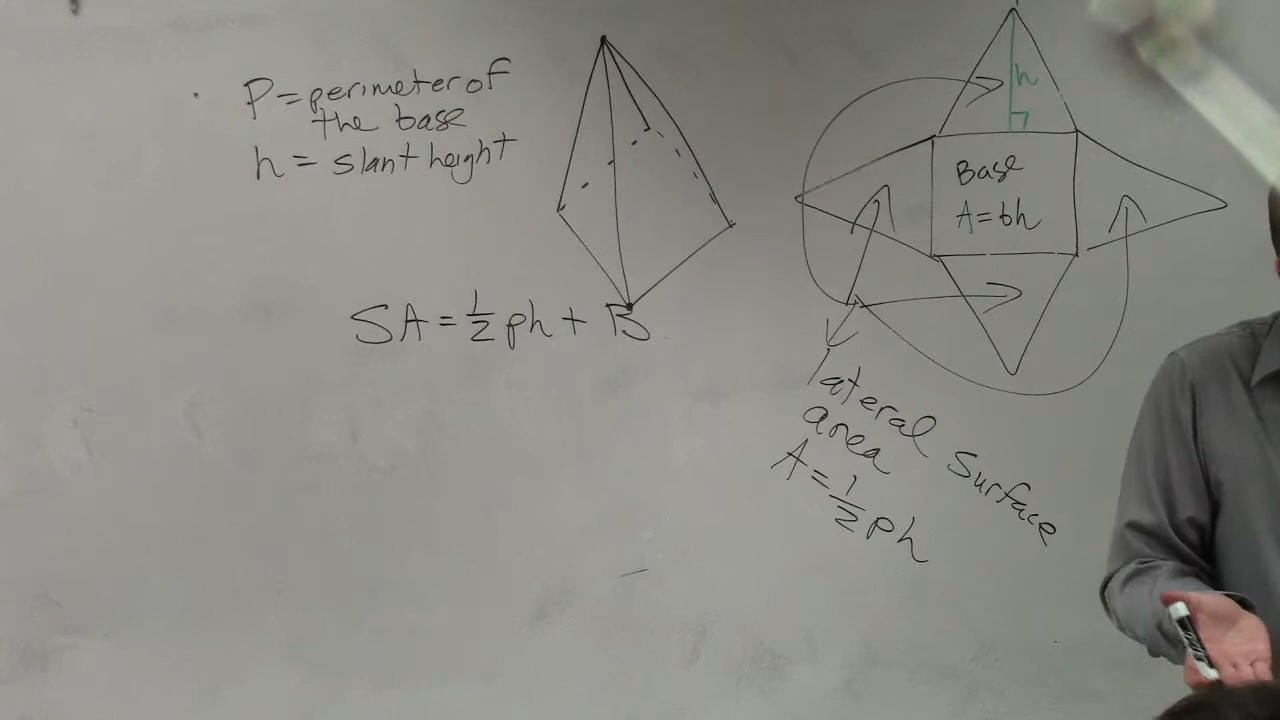 P = perimeter of
the base
h = slant height
SA = 1/2 ph + B
h
Base
A = bh
lateral surface
area
A = 1/2 ph